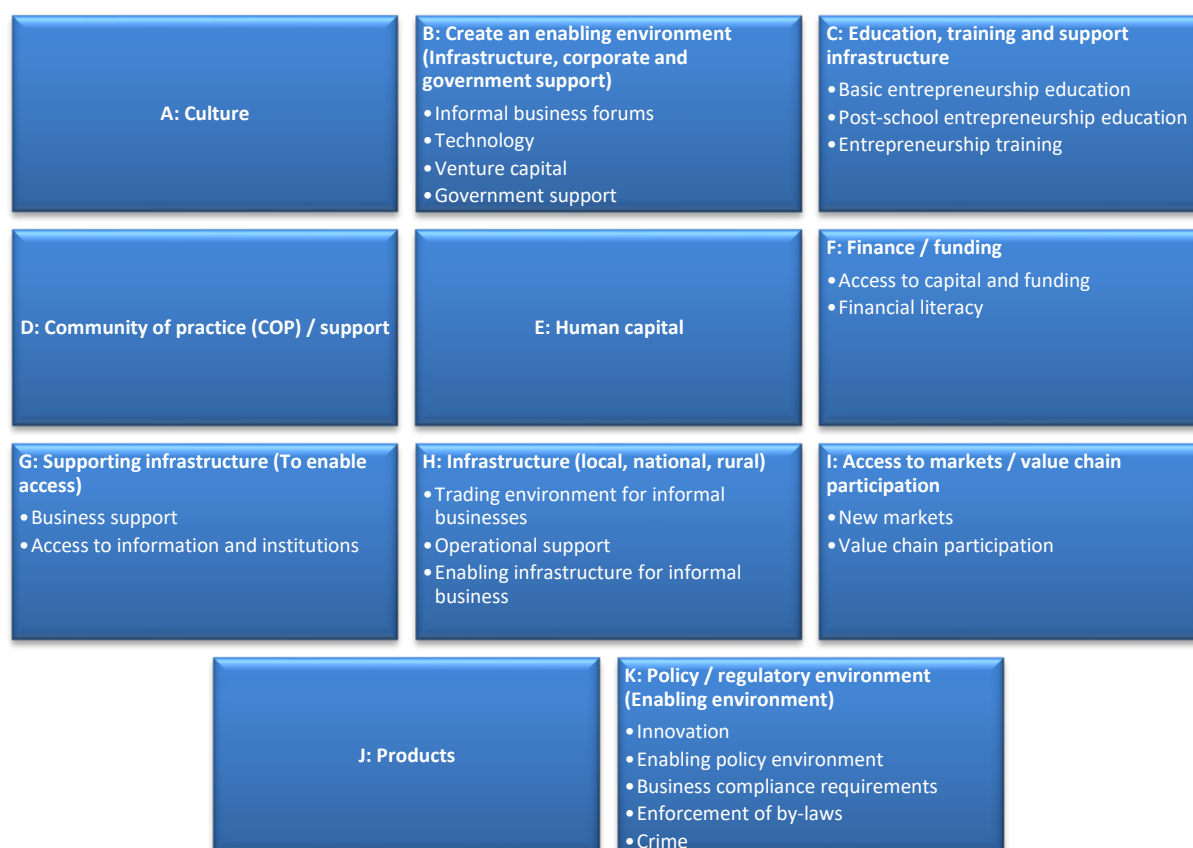 A: Culture
B: Create an enabling environment
(Infrastructure, corporate and
government support)
•Informal business forums
•Technology
•Venture capital
•Government support
C: Education, training and support
infrastructure
•Basic entrepreneurship education
•Post-school entrepreneurship education
•Entrepreneurship training
D: Community of practice (COP) / support
E: Human capital
F: Finance / funding
•Access to capital and funding
•Financial literacy
G: Supporting infrastructure (To enable
access)
•Business support
•Access to information and institutions
H: Infrastructure (local, national, rural)
•Trading environment for informal
businesses
•Operational support
•Enabling infrastructure for informal
business
I: Access to markets / value chain
participation
•New markets
•Value chain participation
J: Products
K: Policy / regulatory environment
(Enabling environment)
•Innovation
•Enabling policy environment
•Business compliance requirements
•Enforcement of by-laws
•Crime